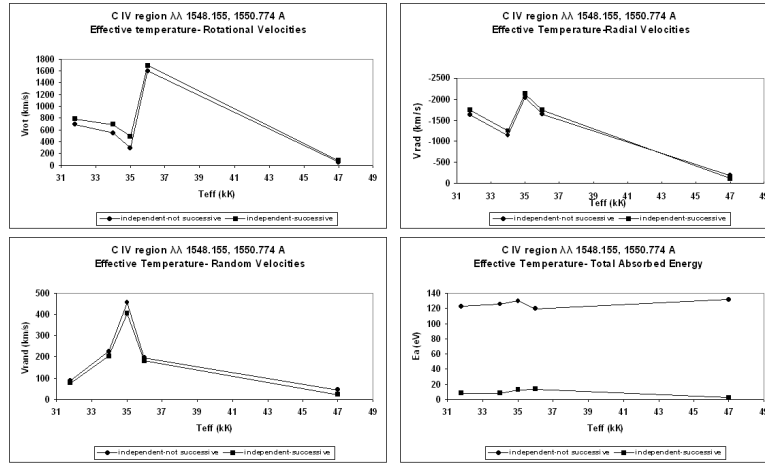 C IV region λλ 1548.155, 1550.774 A
Effective temperature- Rotational Velocities
Vrot (km/s)
1800
1600
1400
1200
1000
800
600
400
200
0
31 33 35 37 39 41 43 45 47 49
Teff (kK)
independent-not successive independent-successive
C IV region λλ 1548.155, 1550.774 A
Effective Temperature-Radial Velocities
Vrad (km/s)
-2500
-2000
-1500
-1000
-500
0
31 33 35 37 39 41 43 45 47 49
Teff (kK)
independent-not successive independent-successive
C IV region λλ 1548.155, 1550.774 A
Effective Temperature- Random Velocities
Vrand (km/s)
500
400
300
200
100
0
31 33 35 37 39 41 43 45 47 49
Teff (kK)
independent-not successive independent-successive
C IV region λλ 1548.155, 1550.774 A
Effective Temperature- Total Absorbed Energy
Ea (eV)
140
120
100
80
60
40
20
0
31 33 35 37 39 41 43 45 47 49
Teff (kK)
independent-not successive independent-successive